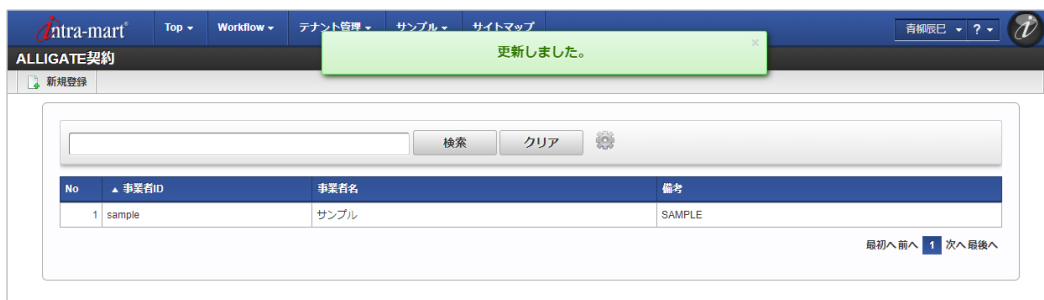 intra-mart Top Workflow テナント管理 サンプル サイトマップ 青柳辰巳 ?
更新しました。 ×
ALLIGATE契約
新規登録
検索 クリア
No ▲ 事業者ID 事業者名 備考
1 sample サンプル SAMPLE
最初へ 前へ 1 次へ 最後へ